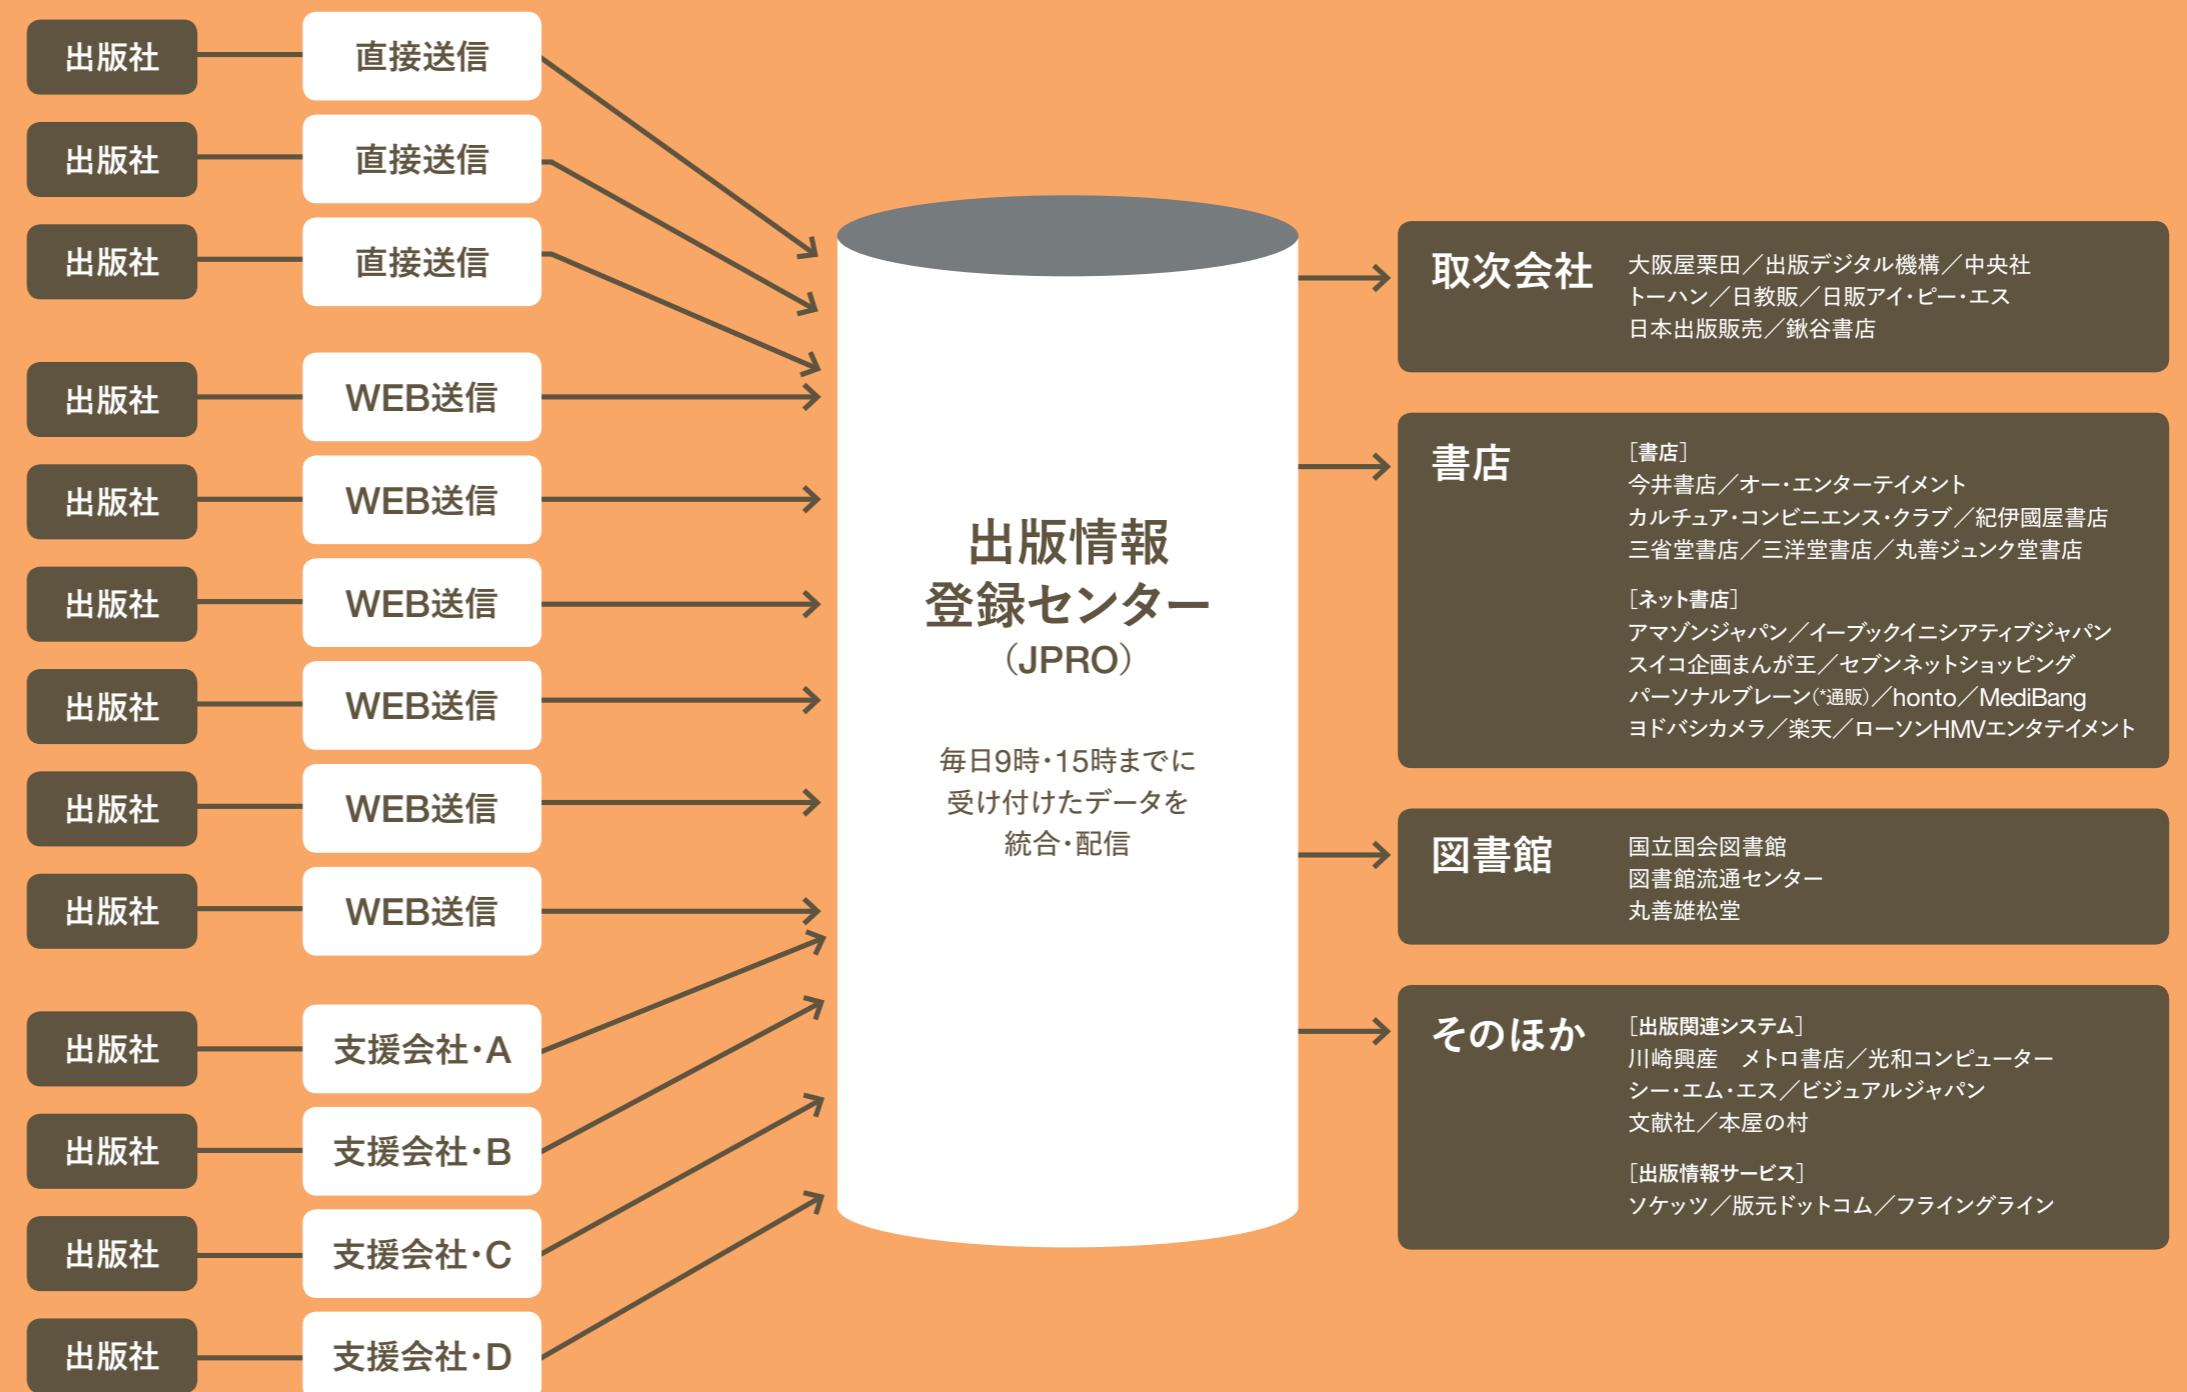 出版社
直接送信
出版社
直接送信
出版社
直接送信
出版社
WEB送信
出版社
WEB送信
出版社
WEB送信
出版社
WEB送信
出版社
WEB送信
出版社
WEB送信
出版社
支援会社・A
出版社
支援会社・B
出版社
支援会社・C
出版社
支援会社・D
出版情報
登録センター
（JPRO）
毎日9時・15時までに
受け付けたデータを
統合・配信
取次会社
大阪屋栗田／出版デジタル機構／中央社
トーハン／日教販／日販アイ・ピー・エス
日本出版販売／鍬谷書店
書店
［書店］
今井書店／オー・エンターテイメント
カルチュア・コンビニエンス・クラブ／紀伊國屋書店
三省堂書店／三洋堂書店／丸善ジュンク堂書店
［ネット書店］
アマゾンジャパン／イーブックイニシアティブジャパン
スイコ企画まんが王／セブンネットショッピング
パーソナルブレーン（*通販）／honto／MediBang
ヨドバシカメラ／楽天／ローソンHMVエンタテイメント
図書館
国立国会図書館
図書館流通センター
丸善雄松堂
そのほか
［出版関連システム］
川崎興産　メトロ書店／光和コンピューター
シー・エム・エス／ビジュアルジャパン
文献社／本屋の村
［出版情報サービス］
ソケッツ／版元ドットコム／フライングライン